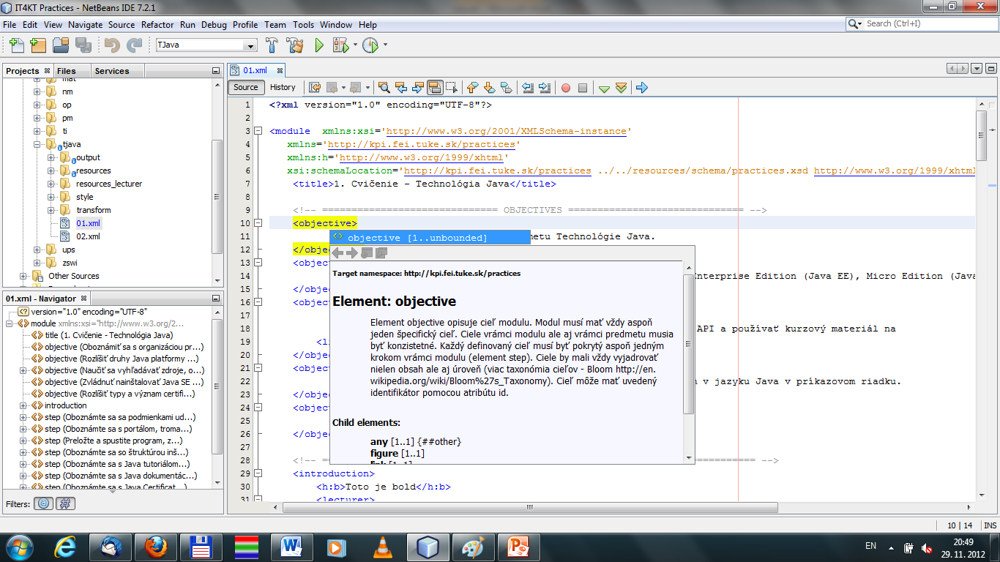 IT4KT Practices - NetBeans IDE 7.2.1
File Edit View Navigate Source Refactor Run Debug Profile Team Tools Window Help
Search (Ctrl+I)
TJava
Projects Files Services
nm
op
pm
ti
tjava
output
resources
resources_lecturer
style
transform
01.xml
02.xml
ups
zswi
Other Sources
01.xml - Navigator
version="1.0" encoding="UTF-8"
module xmlns:xsi="http://www.w3.org/2...
title (1. Cvičenie - Technológia Java)
objective (Oboznámiť sa s organizáciou pr...)
objective (Rozlíšiť druhy Java platformy ...)
objective (Naučiť sa vyhľadávať zdroje, o...)
objective (Zvládnuť nainštalovať Java SE ...)
objective (Rozlíšiť typy a význam certifi...)
introduction
step (Oboznámte sa sa podmienkami ud...)
step (Oboznámte sa s portálom, troma...)
step (Preložte a spustite program, z...)
step (Oboznámte sa so štruktúrou inš...)
step (Oboznámte sa s Java tutoriálom...)
step (Oboznámte sa s Java dokumentác...)
step (Oboznámte sa s Java Certificat...)
Filters:
01.xml
Source History
1 <?xml version="1.0" encoding="UTF-8"?>
2
3 <module xmlns:xsi='http://www.w3.org/2001/XMLSchema-instance'
4 xmlns='http://kpi.fei.tuke.sk/practices'
5 xmlns:h='http://www.w3.org/1999/xhtml'
6 xsi:schemaLocation='http://kpi.fei.tuke.sk/practices ../../resources/schema/practices.xsd http://www.w3.org/1999/xhtml
7 <title>1. Cvičenie - Technológia Java</title>
8
9 <!-- ============================== OBJECTIVES ============================== -->
10 <objective>
11 metu Technológie Java.
12 </obje
13 <objec
14 nterprise Edition (Java EE), Micro Edition (Java
15 </obje
16 <objec
17
18 API a používať kurzový materiál na
19 <l
20 </obje
21 <objec
22 v jazyku Java v príkazovom riadku.
23 </obje
24 <objec
25
26 </obje
27
28 <!-- == ========== -->
29 <introduction>
30 <h:b>Toto je bold</h:b>
31 <lecturer>
objective [1..unbounded]
Target namespace: http://kpi.fei.tuke.sk/practices
Element: objective
Element objective opisuje cieľ modulu. Modul musí mať vždy aspoň
jeden špecifický cieľ. Ciele vrámci modulu ale aj vrámci predmetu musia
byť konzistetné. Každý definovaný cieľ musí byť pokrytý aspoň jedným
krokom vrámci modulu (element step). Ciele by mali vždy vyjadrovať
nielen obsah ale aj úroveň (viac taxonómia cieľov - Bloom http://en.
wikipedia.org/wiki/Bloom%27s_Taxonomy). Cieľ môže mať uvedený
identifikátor pomocou atribútu id.
Child elements:
any [1..1] {##other}
figure [1..1]
link [1..1]
10 | 14 INS
EN
20:49
29. 11. 2012